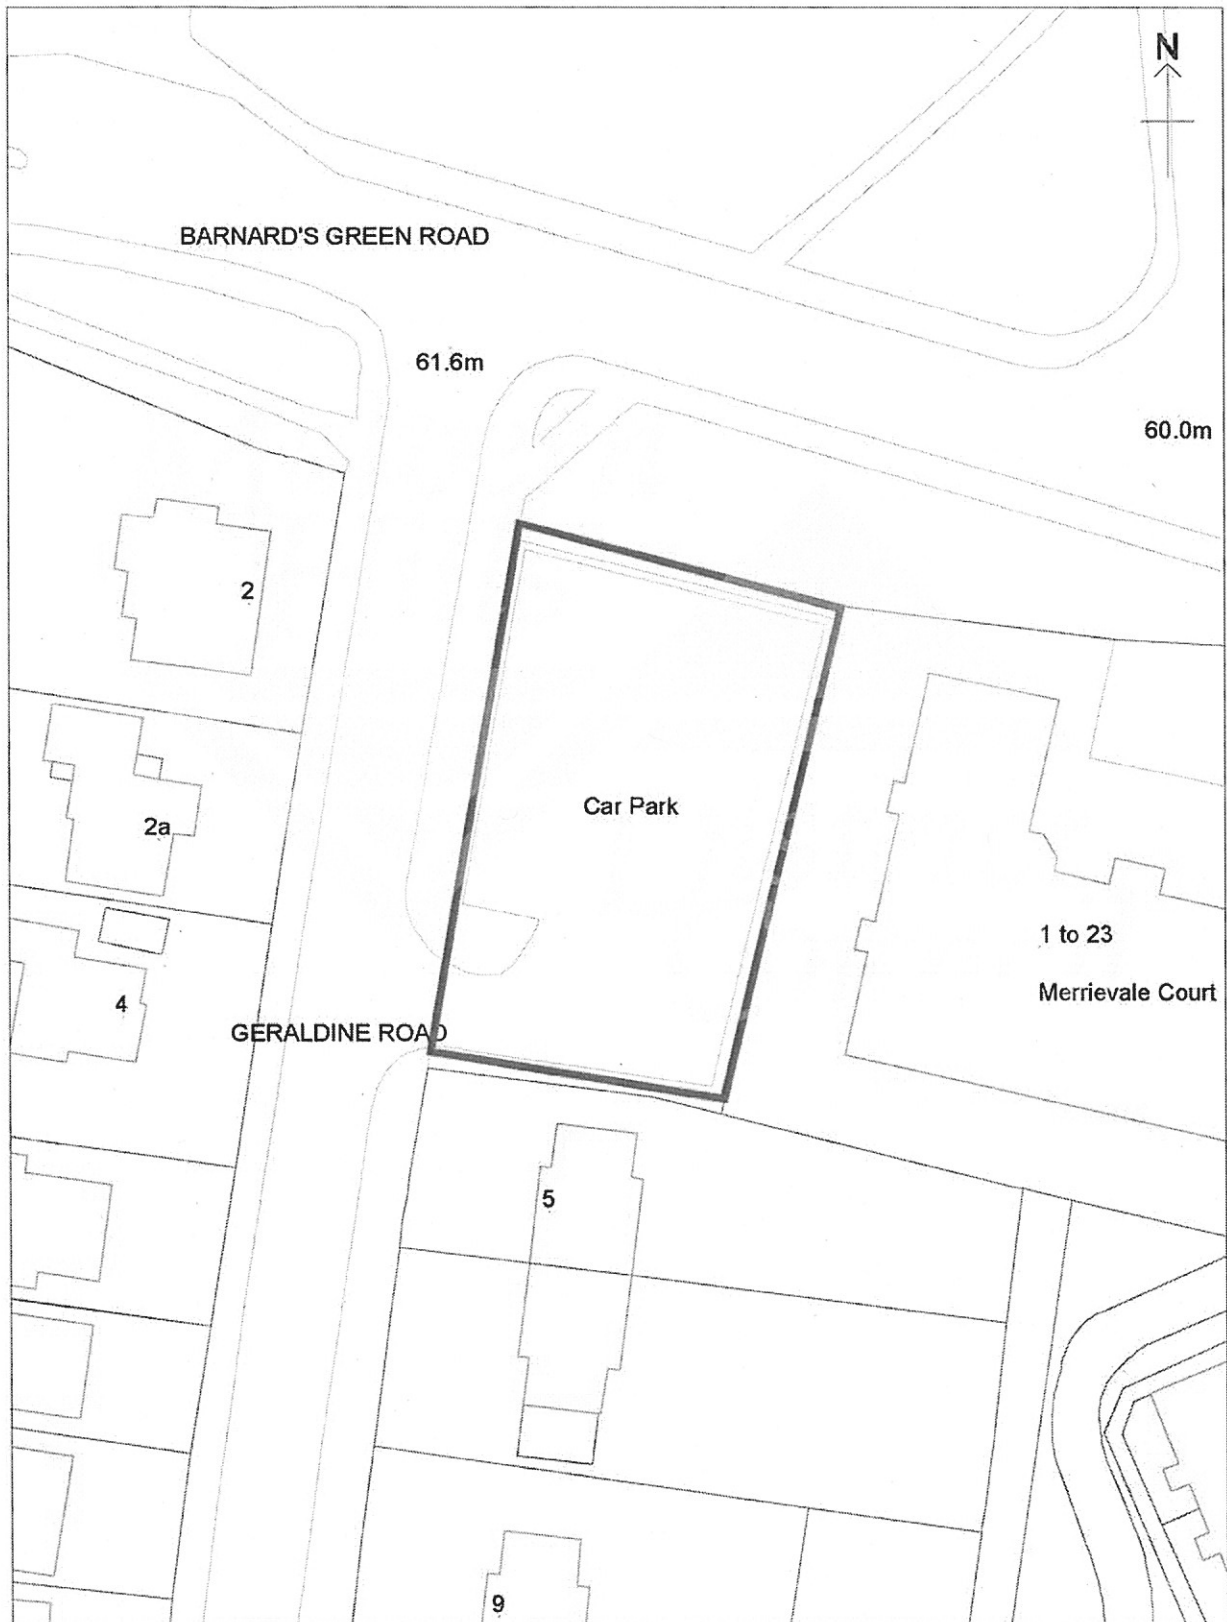 N
BARNARD'S GREEN ROAD
61.6m
60.0m
2
Car Park
2a
1 to 23
Merrievale Court
4
GERALDINE ROAD
5
9